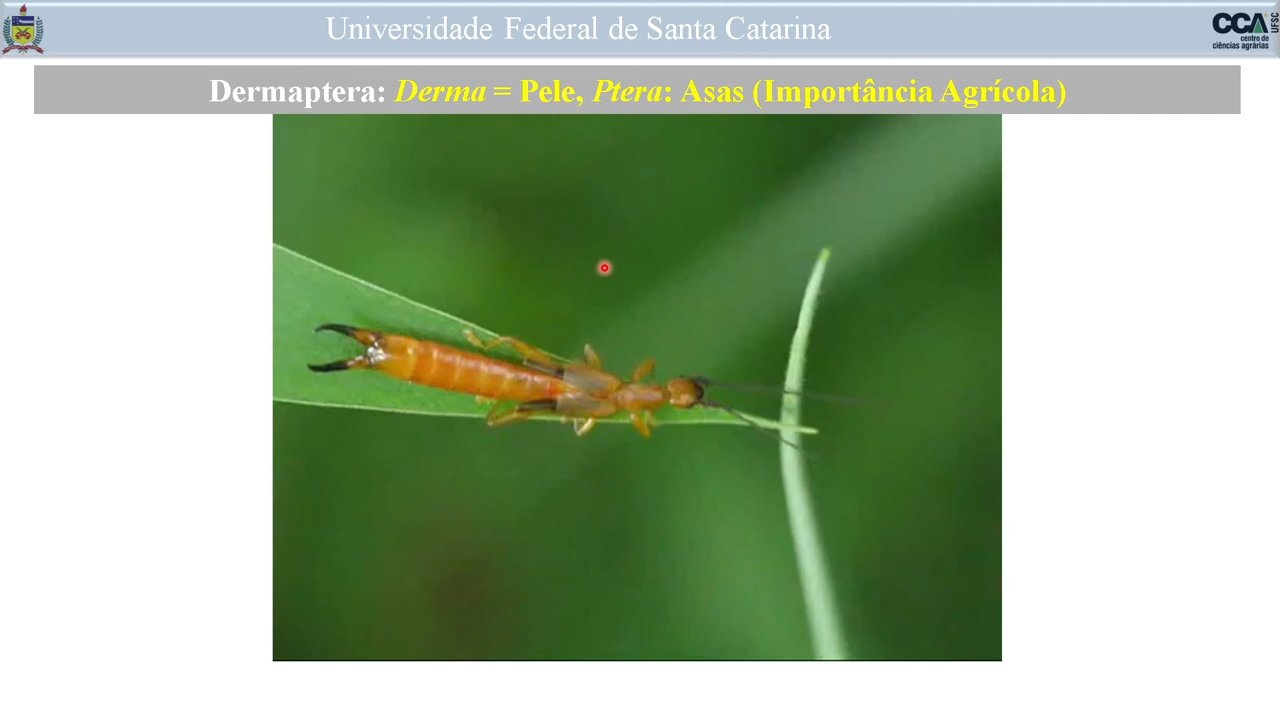 Universidade Federal de Santa Catarina
CCA
UFSC
centro de
ciências agrárias
Dermaptera: Derma = Pele, Ptera: Asas (Importância Agrícola)